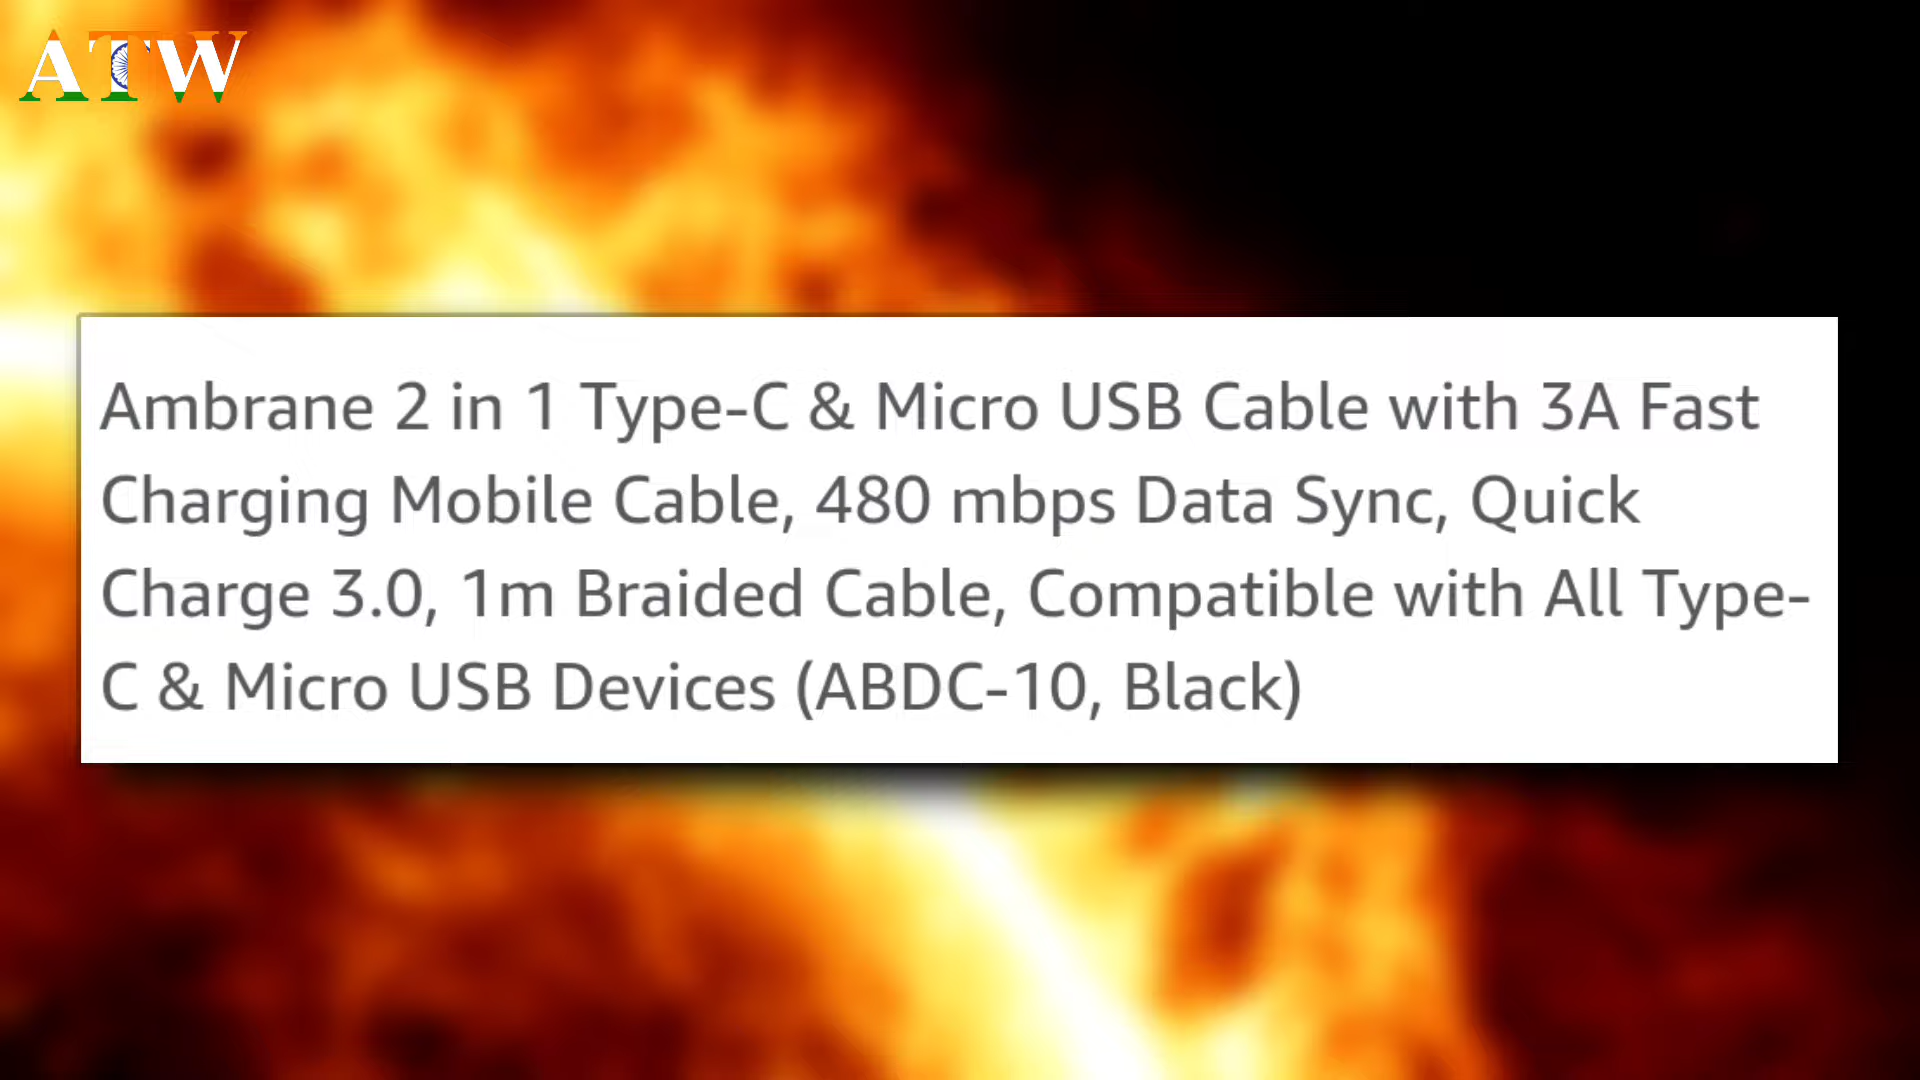 ATW
Ambrane 2 in 1 Type-C & Micro USB Cable with 3A Fast
Charging Mobile Cable, 480 mbps Data Sync, Quick
Charge 3.0, 1m Braided Cable, Compatible with All Type-
C & Micro USB Devices (ABDC-10, Black)